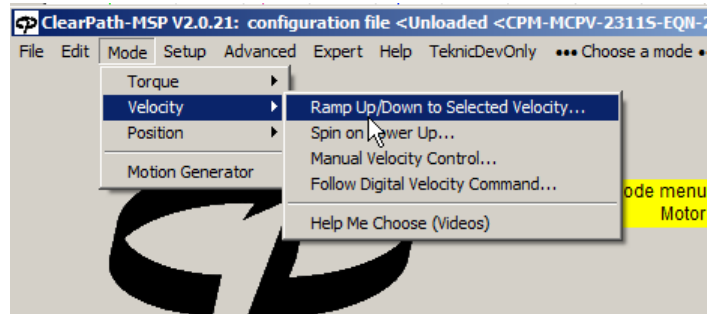 ClearPath-MSP V2.0.21: configuration file <Unloaded <CPM-MCPV-2311S-EQN-
File Edit Mode Setup Advanced Expert Help TeknicDevOnly ••• Choose a mode •
Torque
Velocity
Position
Motion Generator
Ramp Up/Down to Selected Velocity...
Spin on Power Up...
Manual Velocity Control...
Follow Digital Velocity Command...
Help Me Choose (Videos)
ode menu
Motor